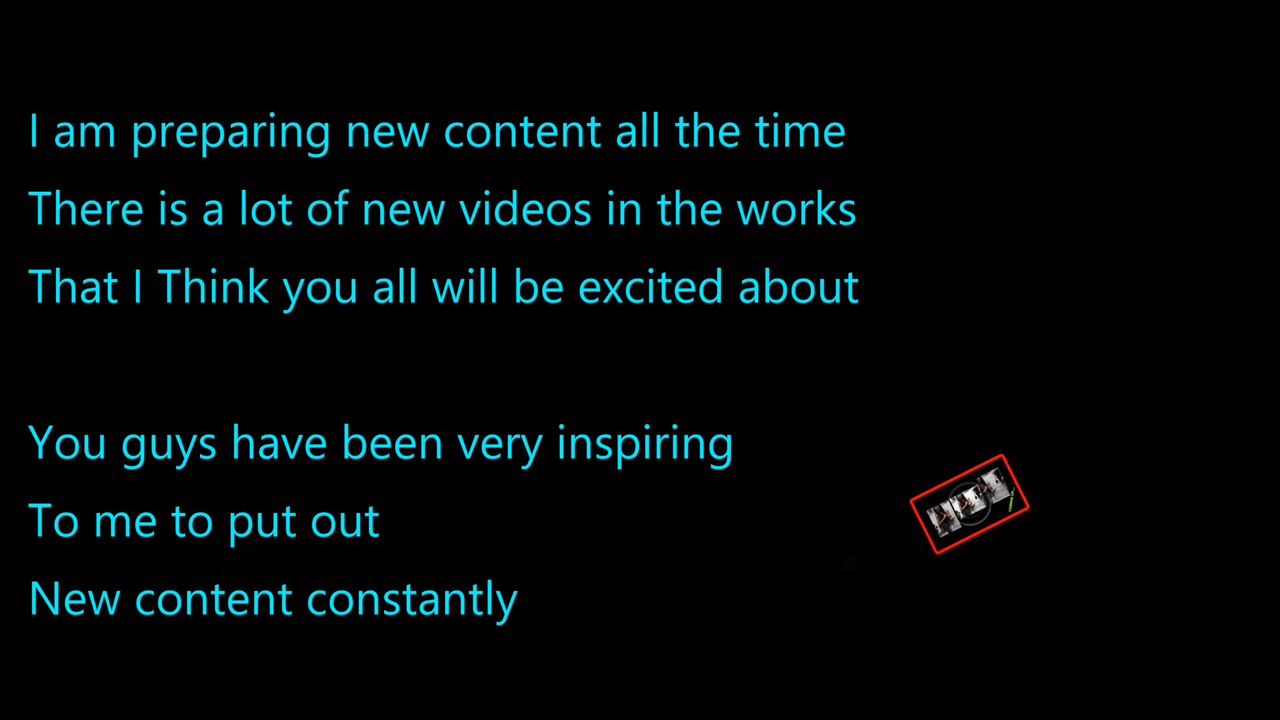 I am preparing new content all the time
There is a lot of new videos in the works
That I Think you all will be excited about
You guys have been very inspiring
To me to put out
New content constantly